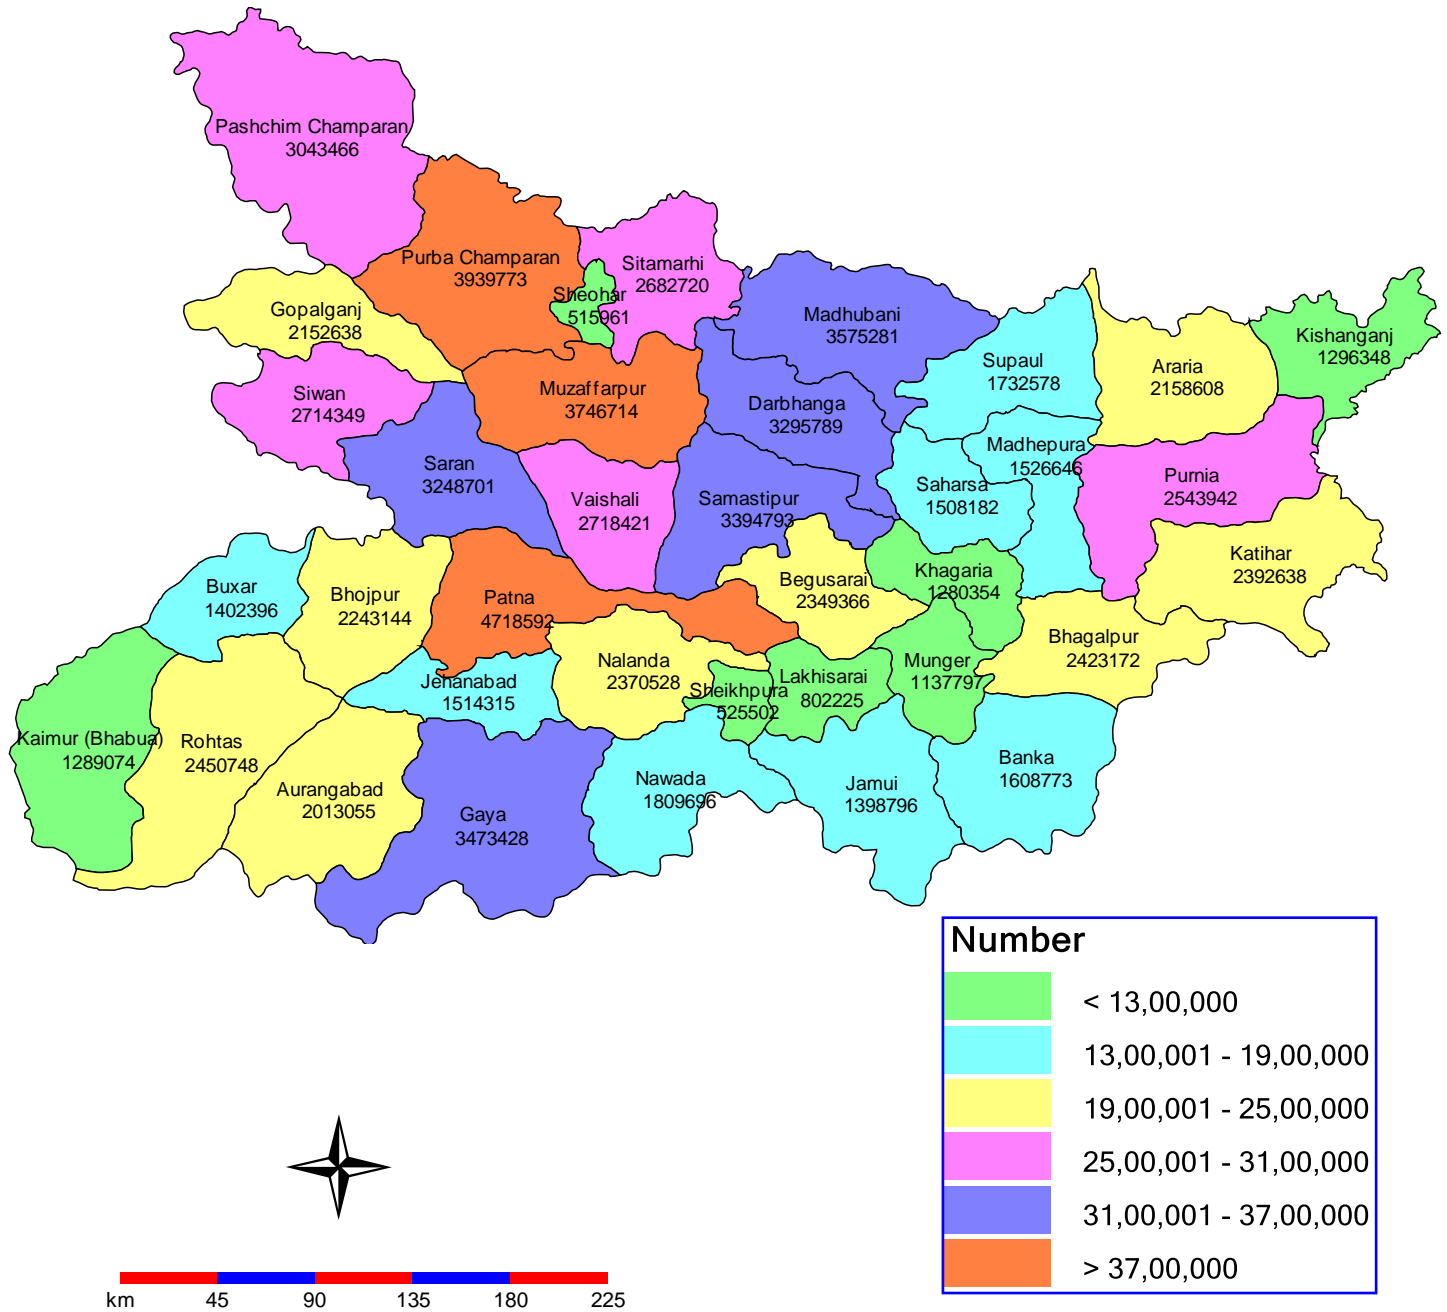 Pashchim Champaran
3043466
Purba Champaran
3939773
Sheohar
515961
Sitamarhi
2682720
Gopalganj
2152638
Madhubani
3575281
Kishanganj
1296348
Supaul
1732578
Araria
2158608
Siwan
2714349
Muzaffarpur
3746714
Darbhanga
3295789
Madhepura
1526646
Saran
3248701
Vaishali
2718421
Samastipur
3394793
Saharsa
1508182
Purnia
2543942
Katihar
2392638
Buxar
1402396
Bhojpur
2243144
Patna
4718592
Begusarai
2349366
Khagaria
1280354
Bhagalpur
2423172
Nalanda
2370528
Munger
1137797
Lakhisarai
802225
Sheikhpura
525502
Jehanabad
1514315
Kaimur (Bhabua)
1289074
Rohtas
2450748
Aurangabad
2013055
Gaya
3473428
Nawada
1809696
Jamui
1398796
Banka
1608773
Number
< 13,00,000
13,00,001 - 19,00,000
19,00,001 - 25,00,000
25,00,001 - 31,00,000
31,00,001 - 37,00,000
> 37,00,000
km 45 90 135 180 225